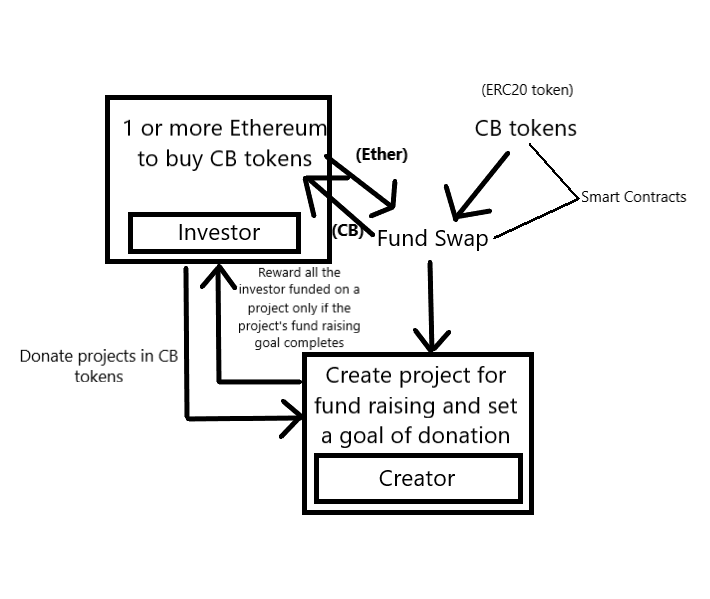 (ERC20 token)
CB tokens
1 or more Ethereum
to buy CB tokens
(Ether)
Smart Contracts
Investor
(CB)
Fund Swap
Reward all the
investor funded on a
project only if the
project's fund raising
goal completes
Donate projects in CB
tokens
Create project for
fund raising and set
a goal of donation
Creator